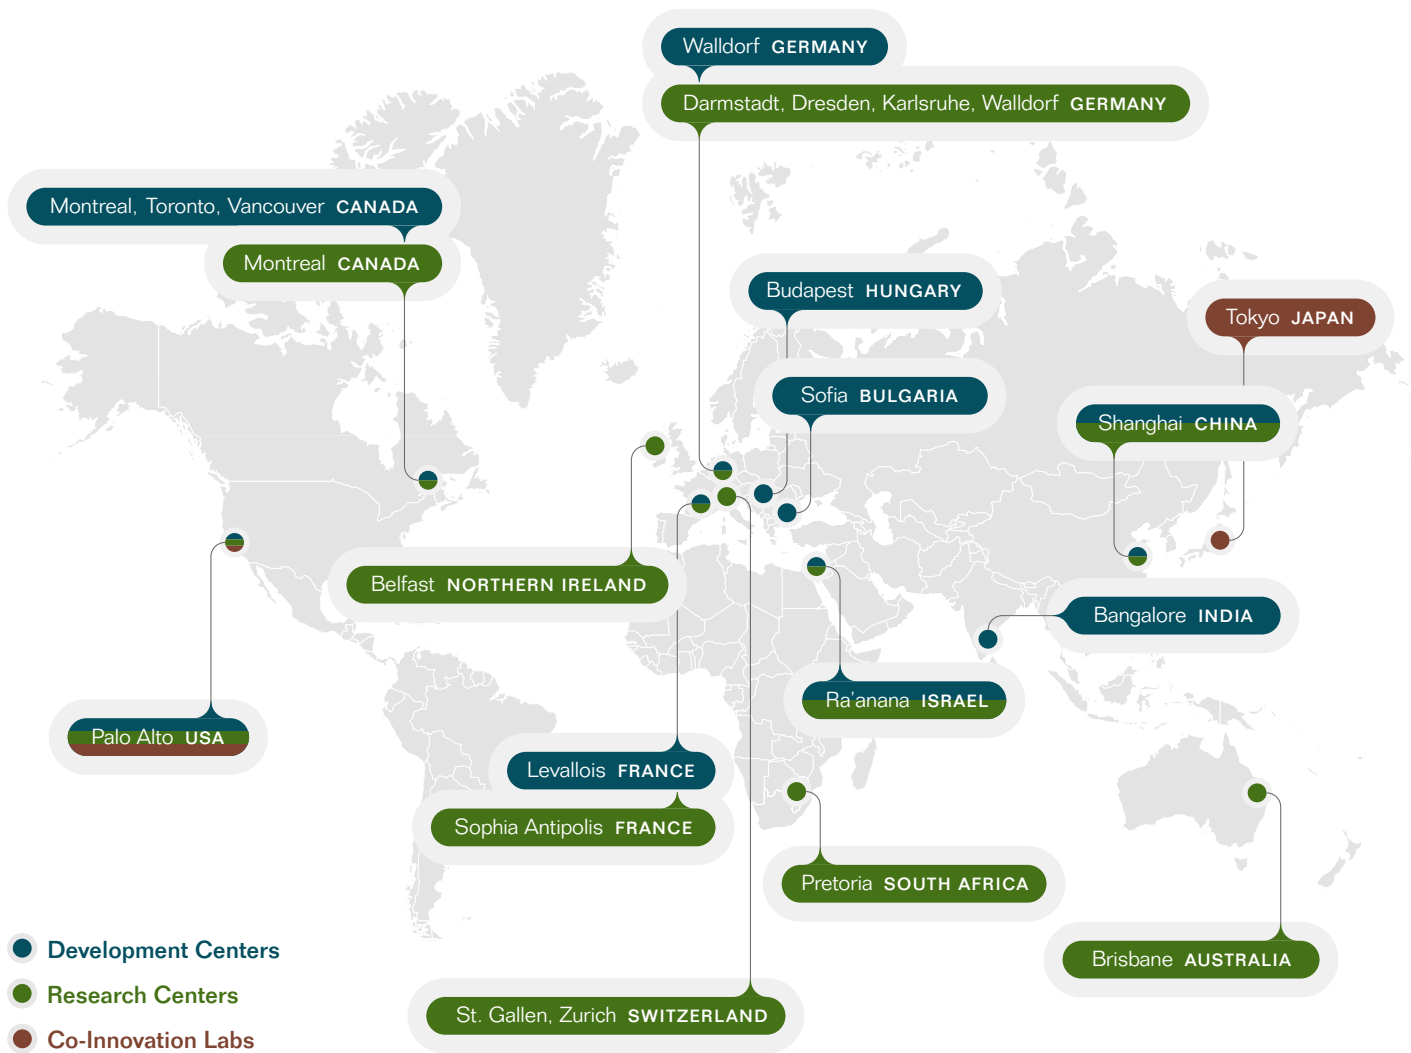 Walldorf GERMANY
Darmstadt, Dresden, Karlsruhe, Walldorf GERMANY
Montreal, Toronto, Vancouver CANADA
Montreal CANADA
Budapest HUNGARY
Tokyo JAPAN
Sofia BULGARIA
Shanghai CHINA
Belfast NORTHERN IRELAND
Bangalore INDIA
Ra'anana ISRAEL
Palo Alto USA
Levallois FRANCE
Sophia Antipolis FRANCE
Pretoria SOUTH AFRICA
Brisbane AUSTRALIA
St. Gallen, Zurich SWITZERLAND
Development Centers
Research Centers
Co-Innovation Labs